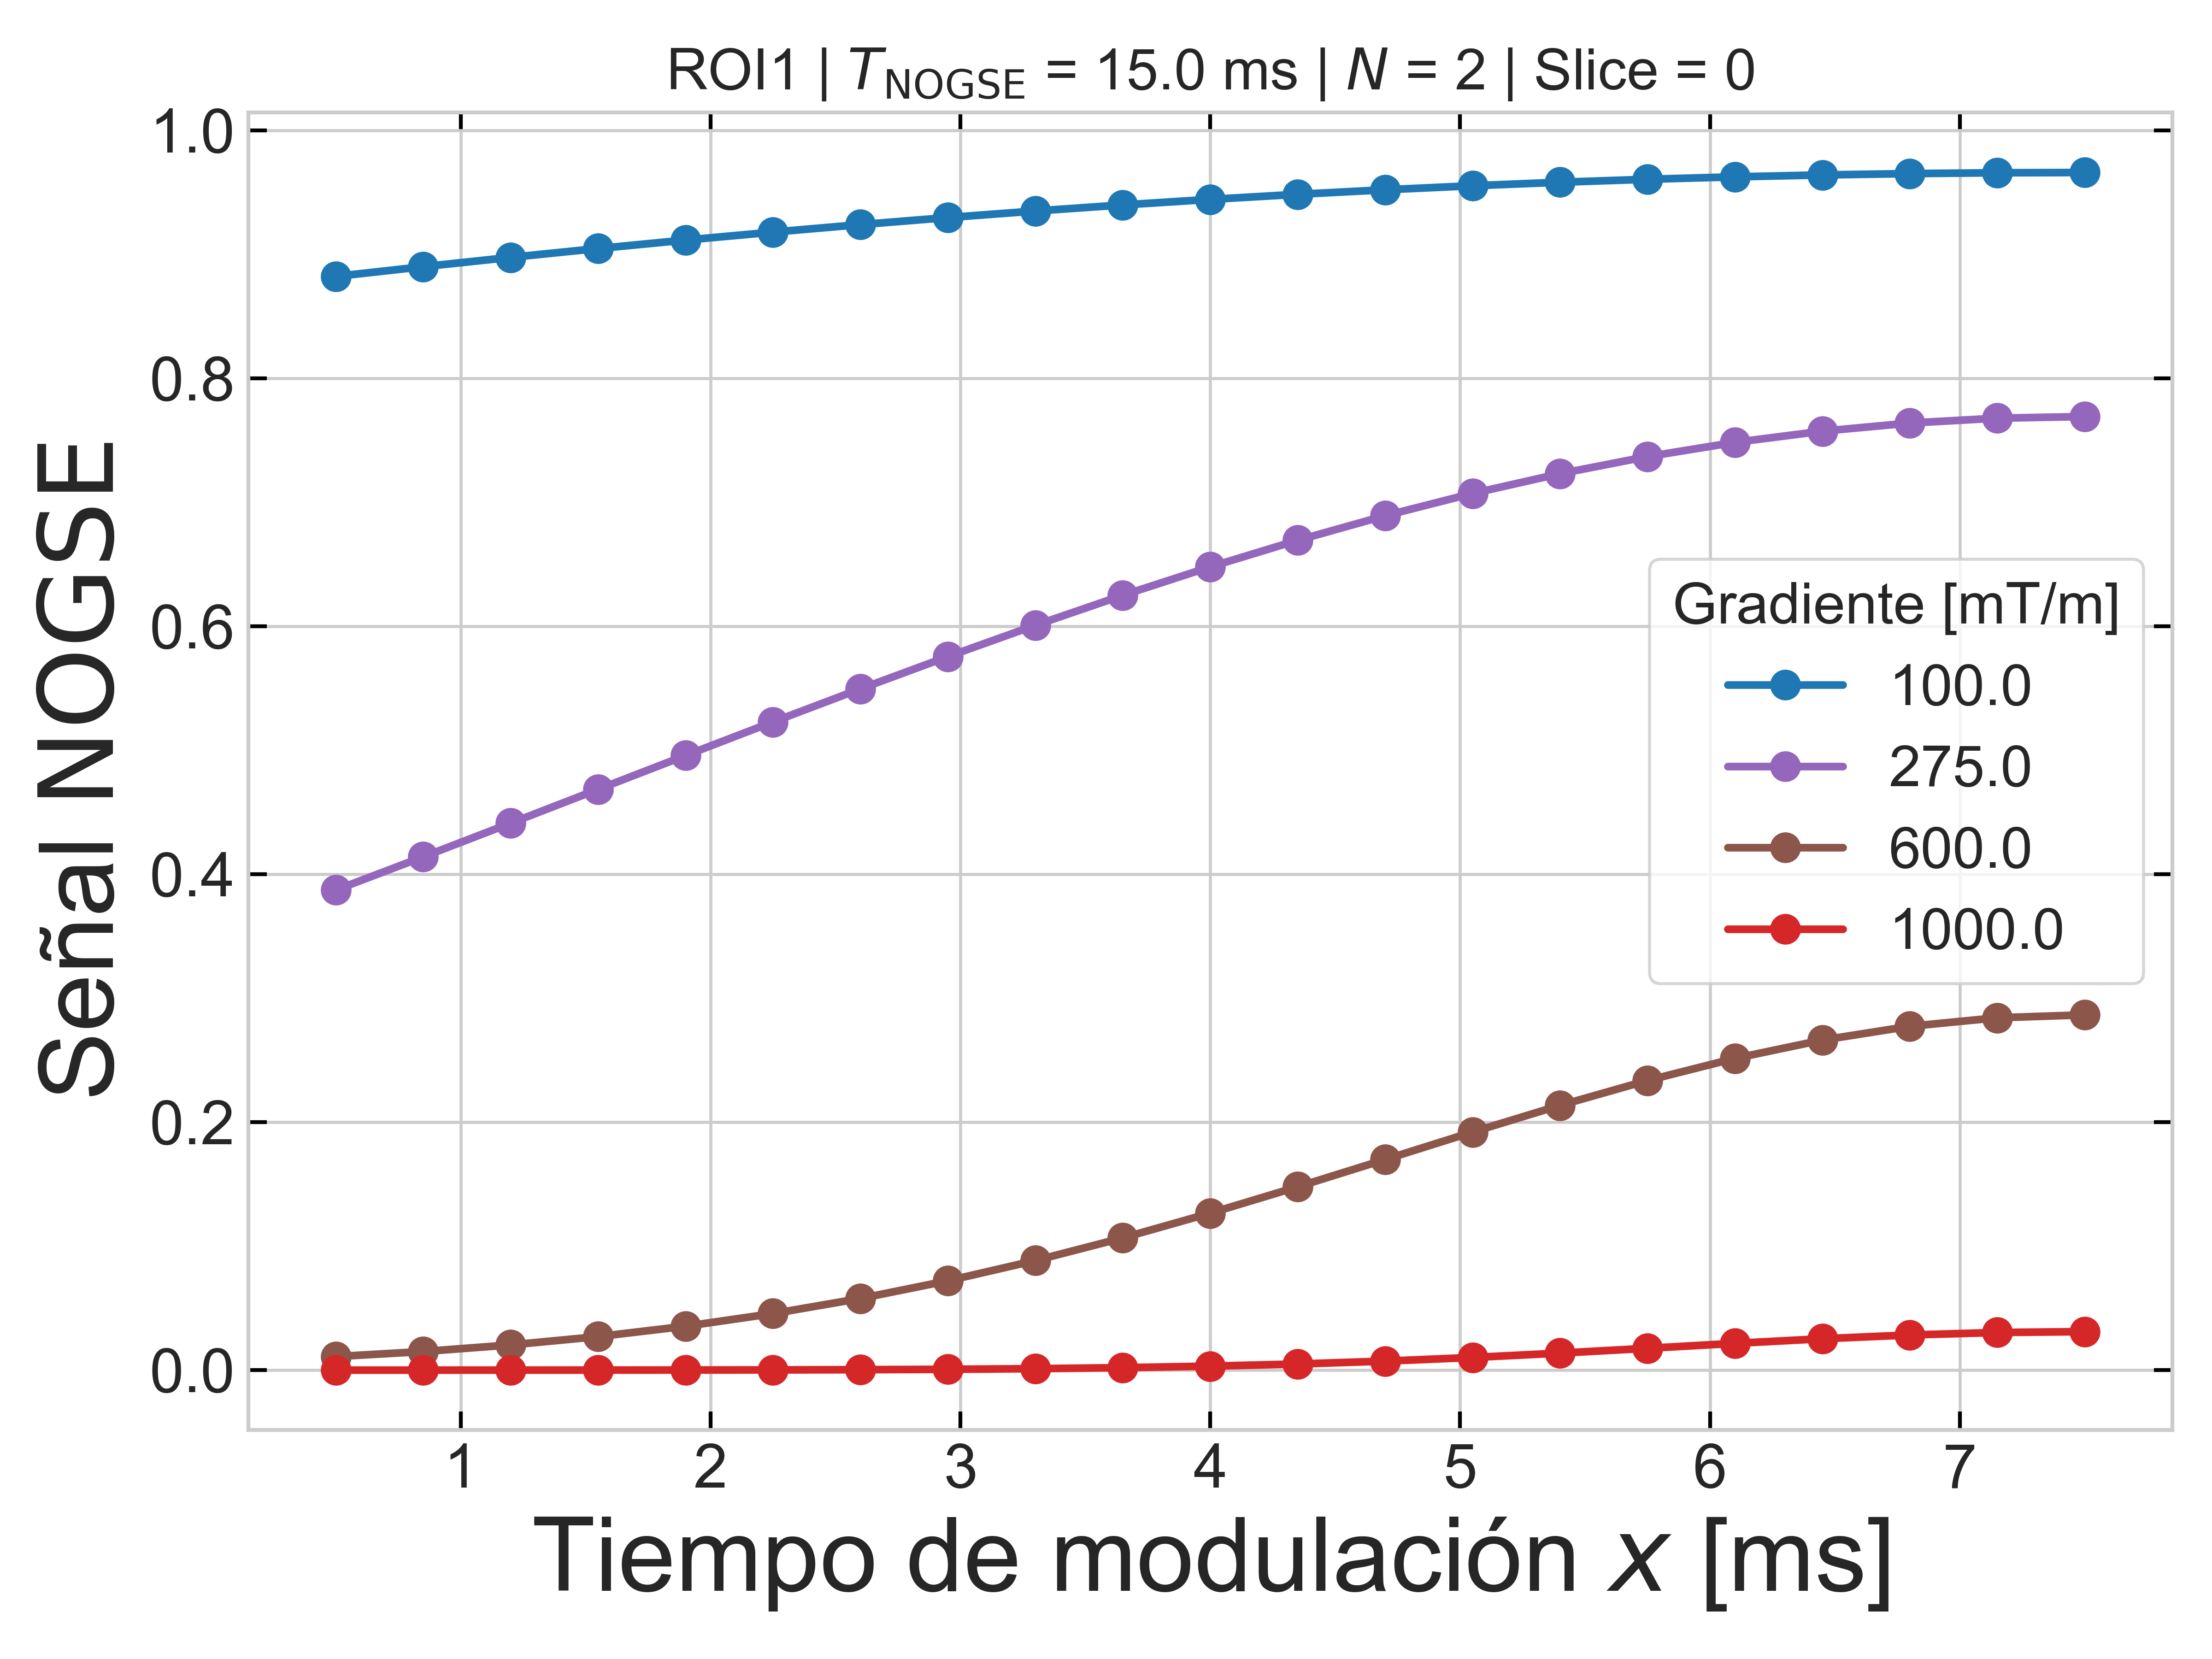 ROI1 | T_NOGSE = 15.0 ms | N = 2 | Slice = 0
Señal NOGSE
1.0
0.8
0.6
0.4
0.2
0.0
Gradiente [mT/m]
100.0
275.0
600.0
1000.0
1 2 3 4 5 6 7
Tiempo de modulación x [ms]